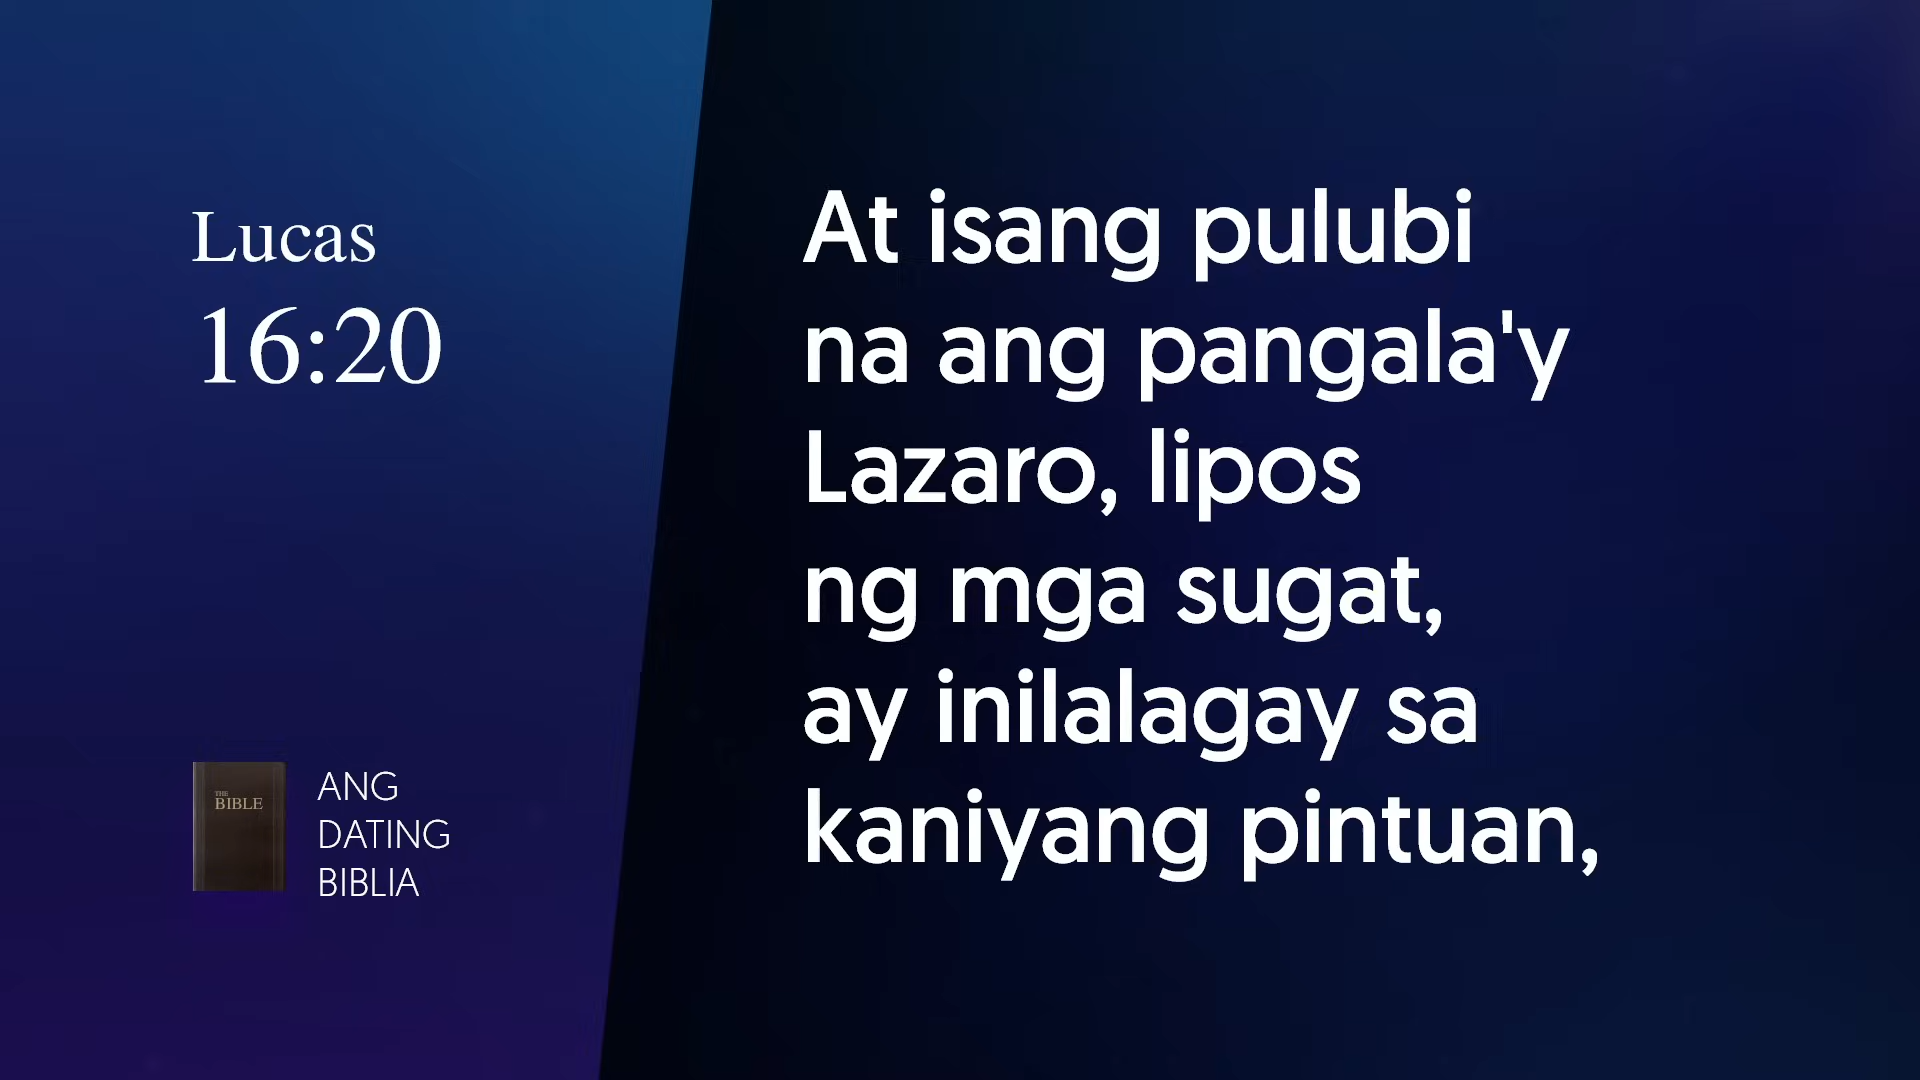 Lucas
16:20
At isang pulubi
na ang pangala'y
Lazaro, lipos
ng mga sugat,
ay inilalagay sa
kaniyang pintuan,
THE
BIBLE
ANG
DATING
BIBLIA